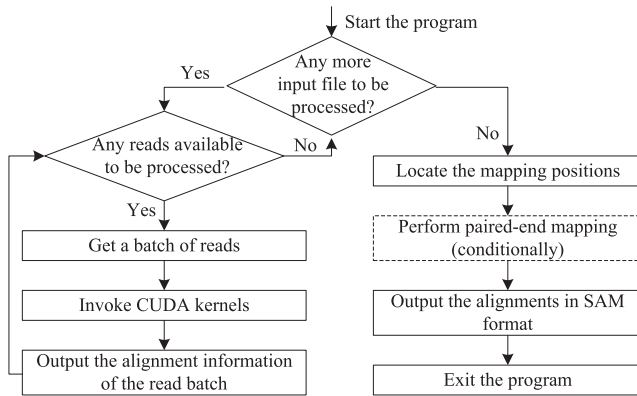 Start the program
Any more
input file to be
processed?
Yes
No
Any reads available
to be processed?
No
Yes
Get a batch of reads
Invoke CUDA kernels
Output the alignment information
of the read batch
Locate the mapping positions
Perform paired-end mapping
(conditionally)
Output the alignments in SAM
format
Exit the program